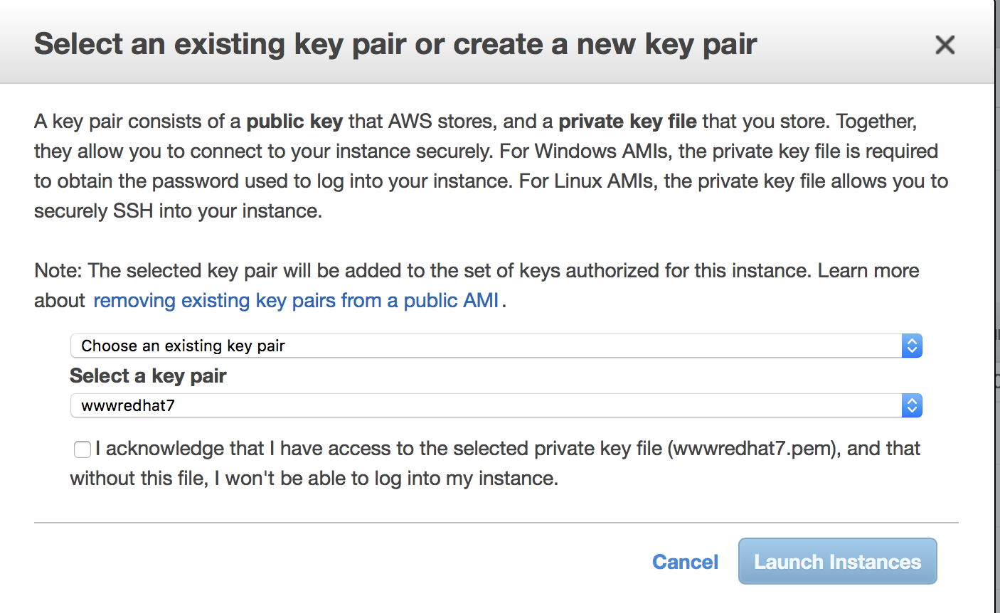 Select an existing key pair or create a new key pair
A key pair consists of a public key that AWS stores, and a private key file that you store. Together,
they allow you to connect to your instance securely. For Windows AMIs, the private key file is required
to obtain the password used to log into your instance. For Linux AMIs, the private key file allows you to
securely SSH into your instance.
Note: The selected key pair will be added to the set of keys authorized for this instance. Learn more
about removing existing key pairs from a public AMI.
Choose an existing key pair
Select a key pair
wwwredhat7
I acknowledge that I have access to the selected private key file (wwwredhat7.pem), and that
without this file, I won't be able to log into my instance.
Cancel Launch Instances